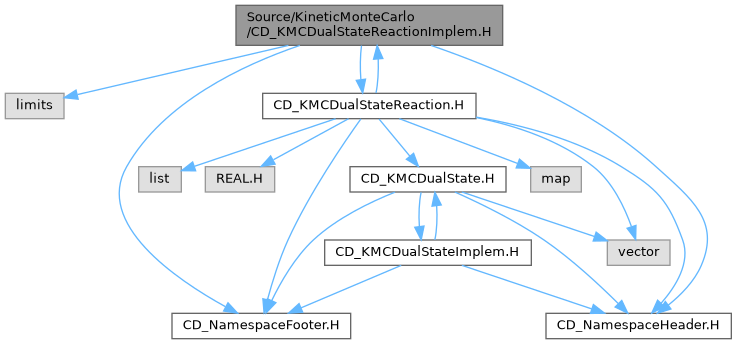 Source/KineticMonteCarlo
/CD_KMCDualStateReactionImplem.H
limits
CD_KMCDualStateReaction.H
list
REAL.H
CD_KMCDualState.H
map
CD_KMCDualStateImplem.H
vector
CD_NamespaceFooter.H
CD_NamespaceHeader.H